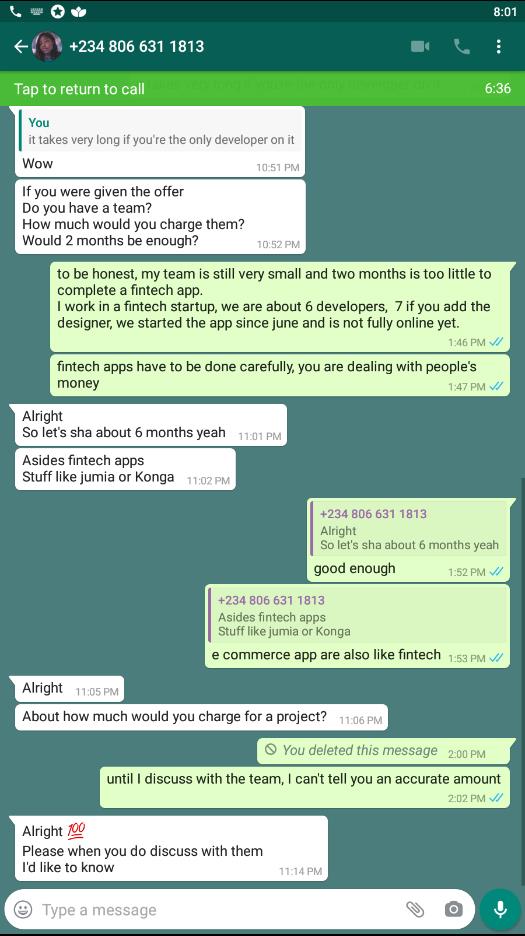 8:01
+234 806 631 1813
Tap to return to call
6:36
You
it takes very long if you're the only developer on it
Wow
10:51 PM
If you were given the offer
Do you have a team?
How much would you charge them?
Would 2 months be enough?
10:52 PM
to be honest, my team is still very small and two months is too little to
complete a fintech app.
I work in a fintech startup, we are about 6 developers,  7 if you add the
designer, we started the app since june and is not fully online yet.
1:46 PM
fintech apps have to be done carefully, you are dealing with people's
money
1:47 PM
Alright
So let's sha about 6 months yeah
11:01 PM
Asides fintech apps
Stuff like jumia or Konga
11:02 PM
+234 806 631 1813
Alright
So let's sha about 6 months yeah
good enough
1:52 PM
+234 806 631 1813
Asides fintech apps
Stuff like jumia or Konga
e commerce app are also like fintech
1:53 PM
Alright
11:05 PM
About how much would you charge for a project?
11:06 PM
You deleted this message
2:00 PM
until I discuss with the team, I can't tell you an accurate amount
2:02 PM
Alright 💯
Please when you do discuss with them
I'd like to know
11:14 PM
Type a message